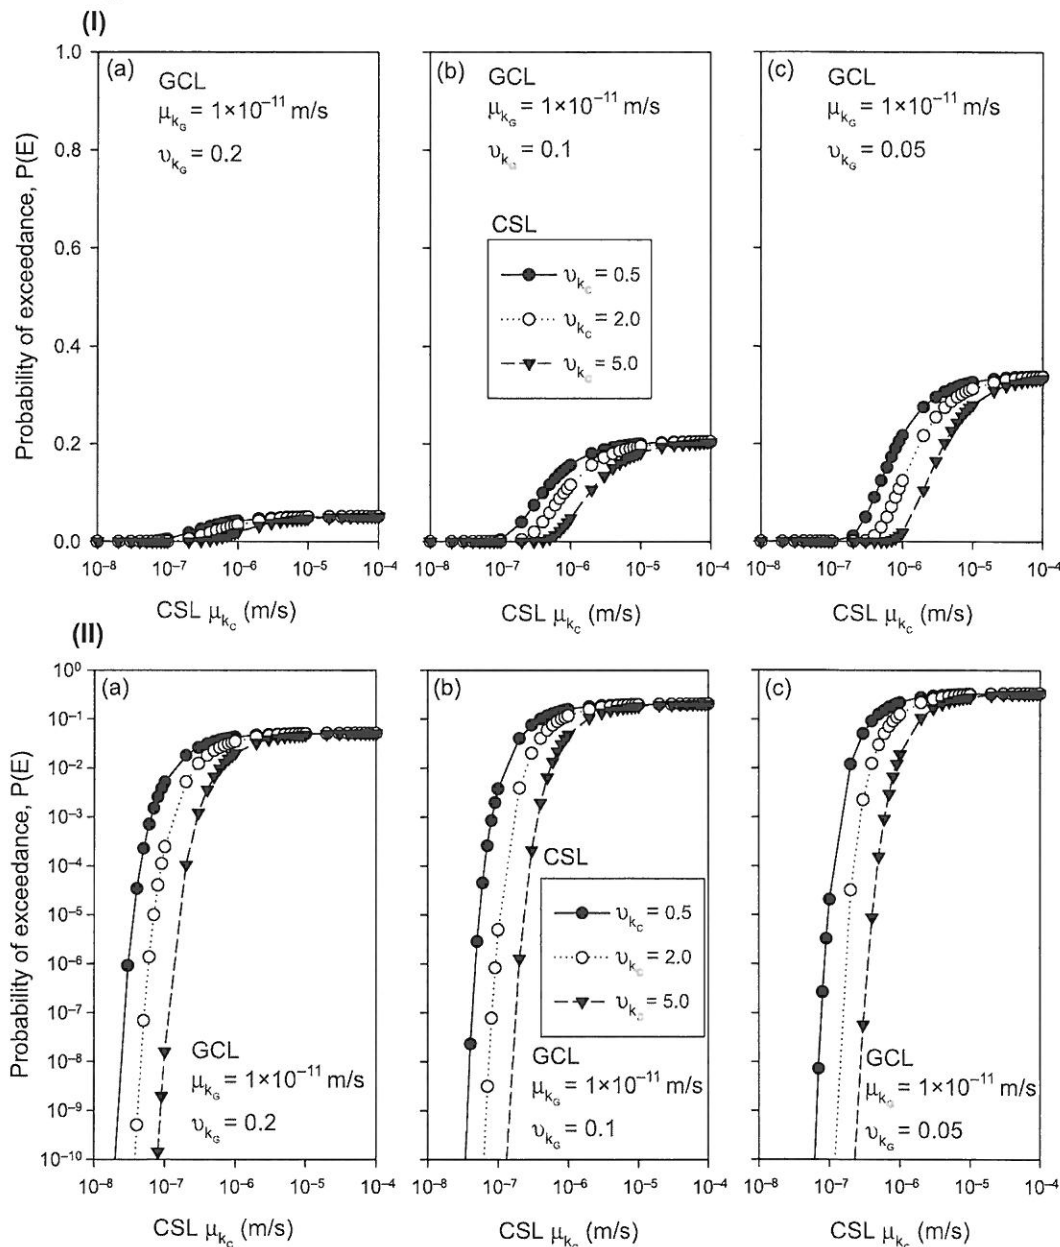 (I)
Probability of exceedance, P(E)
1.0
0.8
0.6
0.4
0.2
0.0
(a)
GCL
μkG = 1×10⁻¹¹ m/s
υkG = 0.2
10⁻⁸ 10⁻⁷ 10⁻⁶ 10⁻⁵ 10⁻⁴
CSL μkC (m/s)
(b)
GCL
μkG = 1×10⁻¹¹ m/s
υkG = 0.1
CSL
υkC = 0.5
υkC = 2.0
υkC = 5.0
10⁻⁸ 10⁻⁷ 10⁻⁶ 10⁻⁵ 10⁻⁴
CSL μkC (m/s)
(c)
GCL
μkG = 1×10⁻¹¹ m/s
υkG = 0.05
10⁻⁸ 10⁻⁷ 10⁻⁶ 10⁻⁵ 10⁻⁴
CSL μkC (m/s)
(II)
Probability of exceedance, P(E)
10⁰
10⁻¹
10⁻²
10⁻³
10⁻⁴
10⁻⁵
10⁻⁶
10⁻⁷
10⁻⁸
10⁻⁹
10⁻¹⁰
(a)
GCL
μkG = 1×10⁻¹¹ m/s
υkG = 0.2
10⁻⁸ 10⁻⁷ 10⁻⁶ 10⁻⁵ 10⁻⁴
CSL μkC (m/s)
(b)
CSL
υkC = 0.5
υkC = 2.0
υkC = 5.0
GCL
μkG = 1×10⁻¹¹ m/s
υkG = 0.1
10⁻⁸ 10⁻⁷ 10⁻⁶ 10⁻⁵ 10⁻⁴
CSL μkC (m/s)
(c)
GCL
μkG = 1×10⁻¹¹ m/s
υkG = 0.05
10⁻⁸ 10⁻⁷ 10⁻⁶ 10⁻⁵ 10⁻⁴
CSL μkC (m/s)